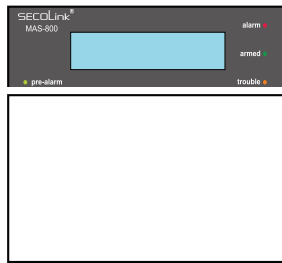 SECOLink®
MAS-800
alarm
armed
pre-alarm
trouble